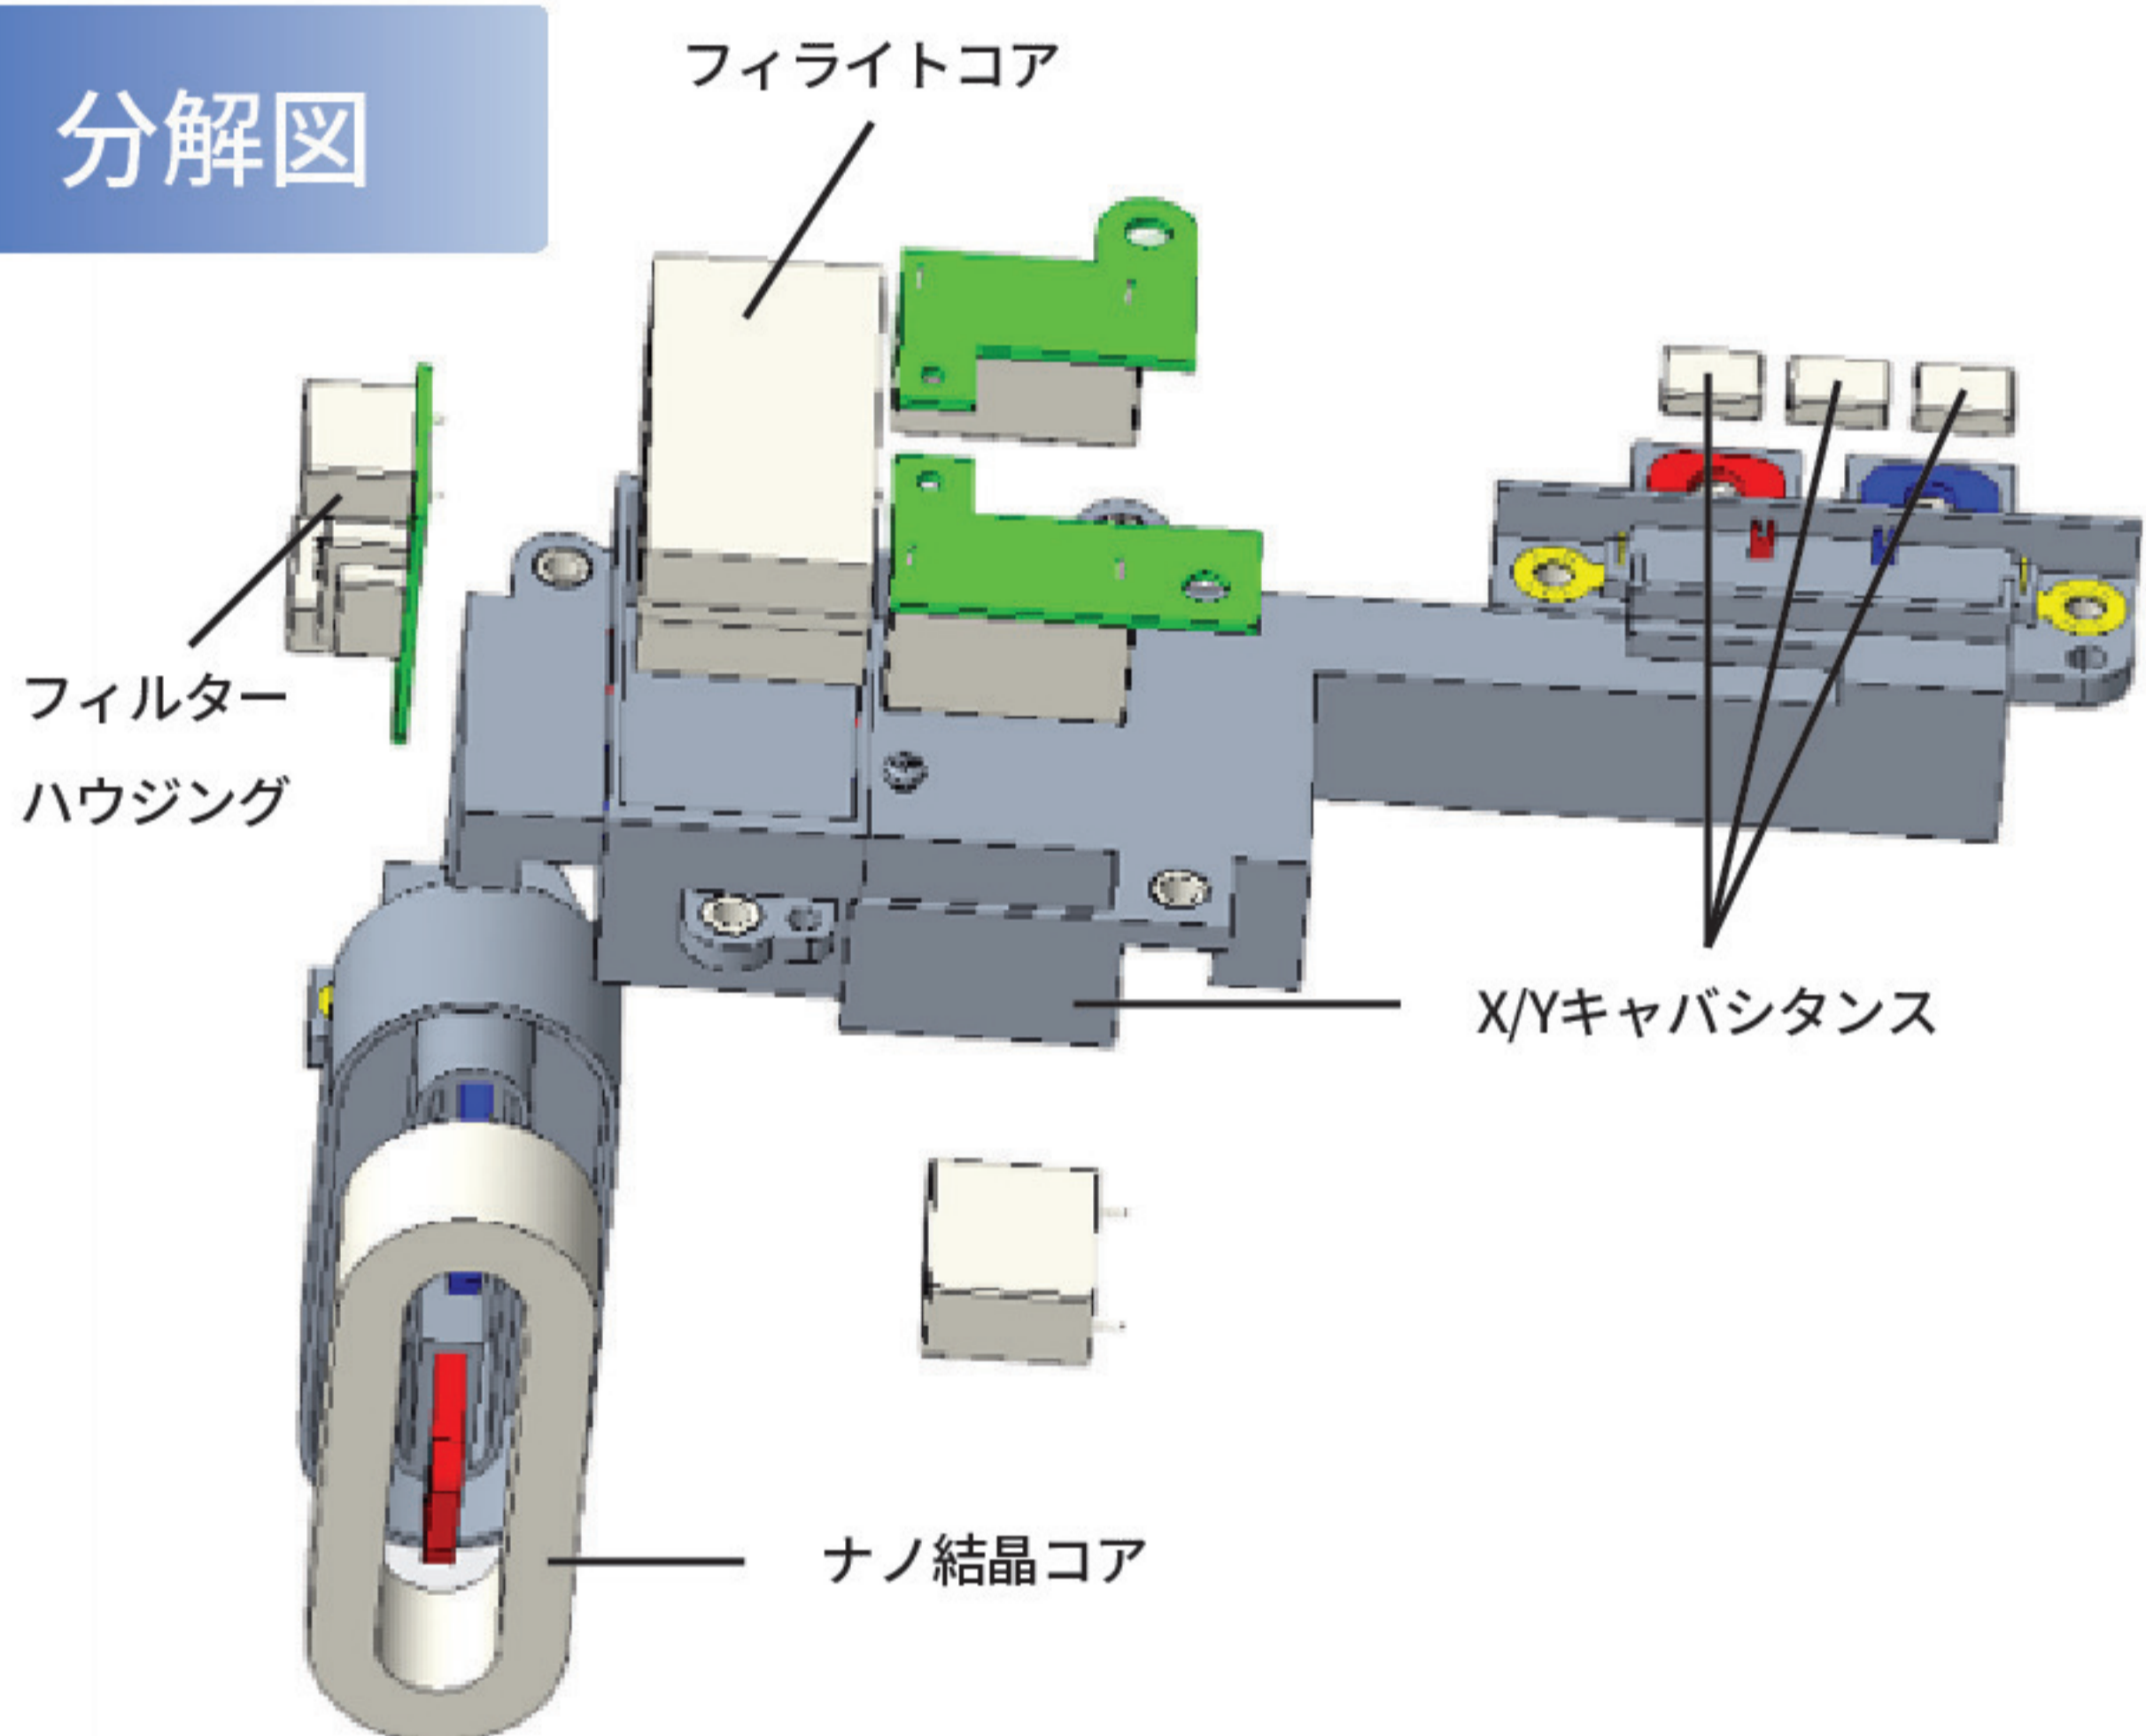 分解図
フィライトコア
フィルター
ハウジング
X/Yキャバシタンス
ナノ結晶コア